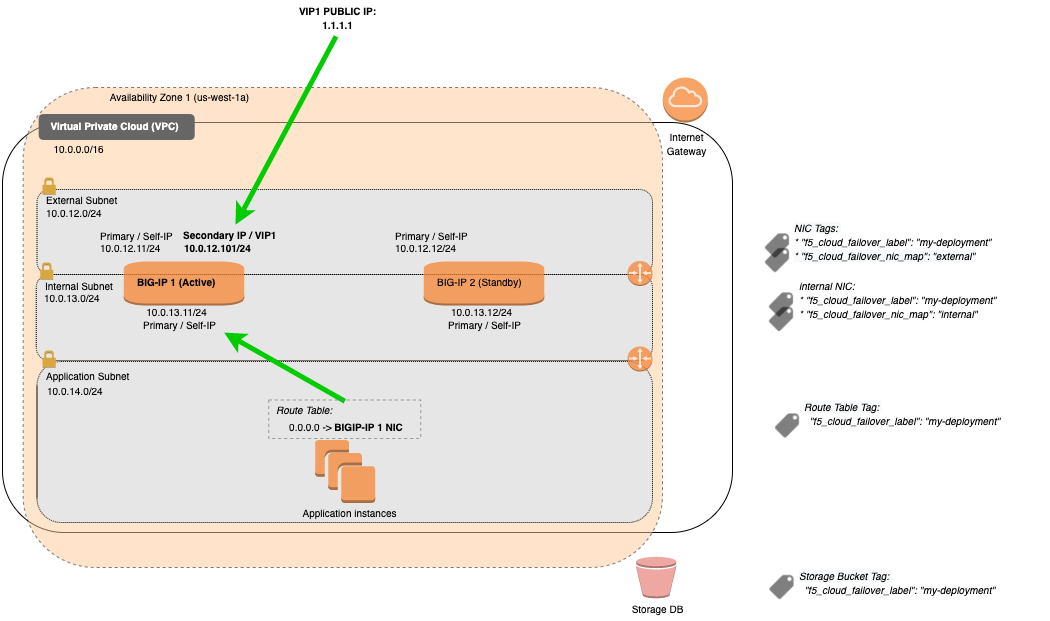 VIP1 PUBLIC IP:
1.1.1.1
Availability Zone 1 (us-west-1a)
Virtual Private Cloud (VPC)
10.0.0.0/16
Internet
Gateway
External Subnet
10.0.12.0/24
Primary / Self-IP
10.0.12.11/24
Secondary IP / VIP1
10.0.12.101/24
Primary / Self-IP
10.0.12.12/24
Internal Subnet
10.0.13.0/24
BIG-IP 1 (Active)
BIG-IP 2 (Standby)
10.0.13.11/24
Primary / Self-IP
10.0.13.12/24
Primary / Self-IP
Application Subnet
10.0.14.0/24
Route Table:
0.0.0.0 -> BIGIP-IP 1 NIC
Application instances
Storage DB
NIC Tags:
* "f5_cloud_failover_label": "my-deployment"
* "f5_cloud_failover_nic_map": "external"
internal NIC:
* "f5_cloud_failover_label": "my-deployment"
* "f5_cloud_failover_nic_map": "internal"
Route Table Tag:
"f5_cloud_failover_label": "my-deployment"
Storage Bucket Tag:
"f5_cloud_failover_label": "my-deployment"